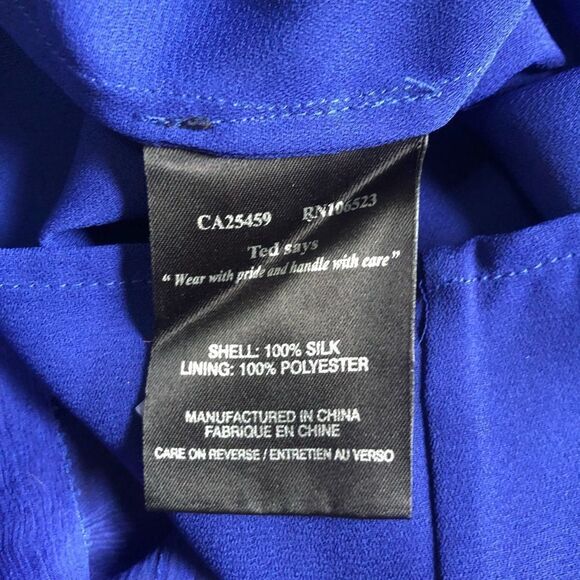 CA25459 RN106523
Ted says
"Wear with pride and handle with care"
SHELL: 100% SILK
LINING: 100% POLYESTER
MANUFACTURED IN CHINA
FABRIQUE EN CHINE
CARE ON REVERSE / ENTRETIEN AU VERSO